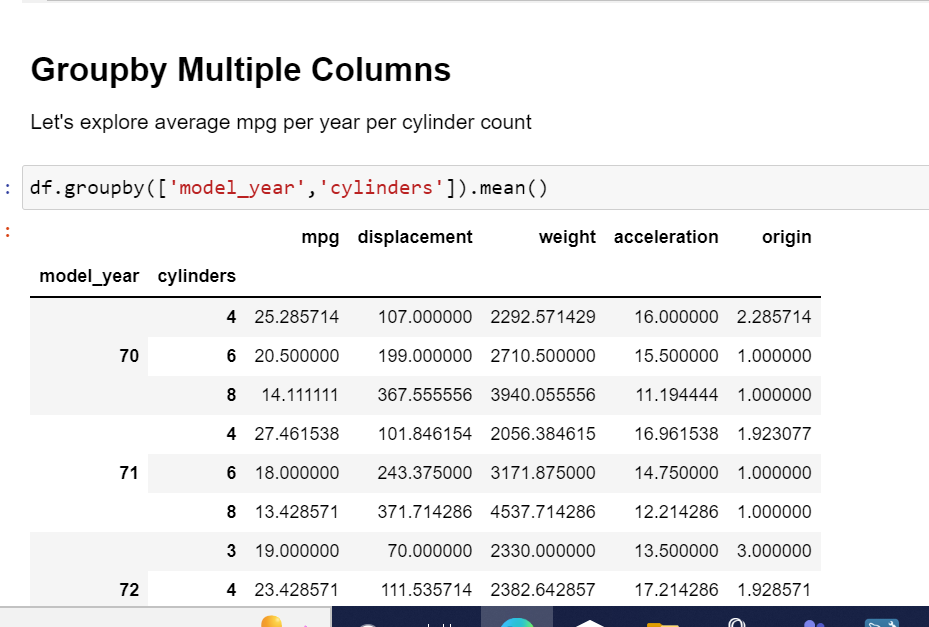 Groupby Multiple Columns
Let's explore average mpg per year per cylinder count
: df.groupby(['model_year','cylinders']).mean()
:
mpg displacement weight acceleration origin
model_year cylinders
4 25.285714 107.000000 2292.571429 16.000000 2.285714
70 6 20.500000 199.000000 2710.500000 15.500000 1.000000
8 14.111111 367.555556 3940.055556 11.194444 1.000000
4 27.461538 101.846154 2056.384615 16.961538 1.923077
71 6 18.000000 243.375000 3171.875000 14.750000 1.000000
8 13.428571 371.714286 4537.714286 12.214286 1.000000
3 19.000000 70.000000 2330.000000 13.500000 3.000000
72 4 23.428571 111.535714 2382.642857 17.214286 1.928571